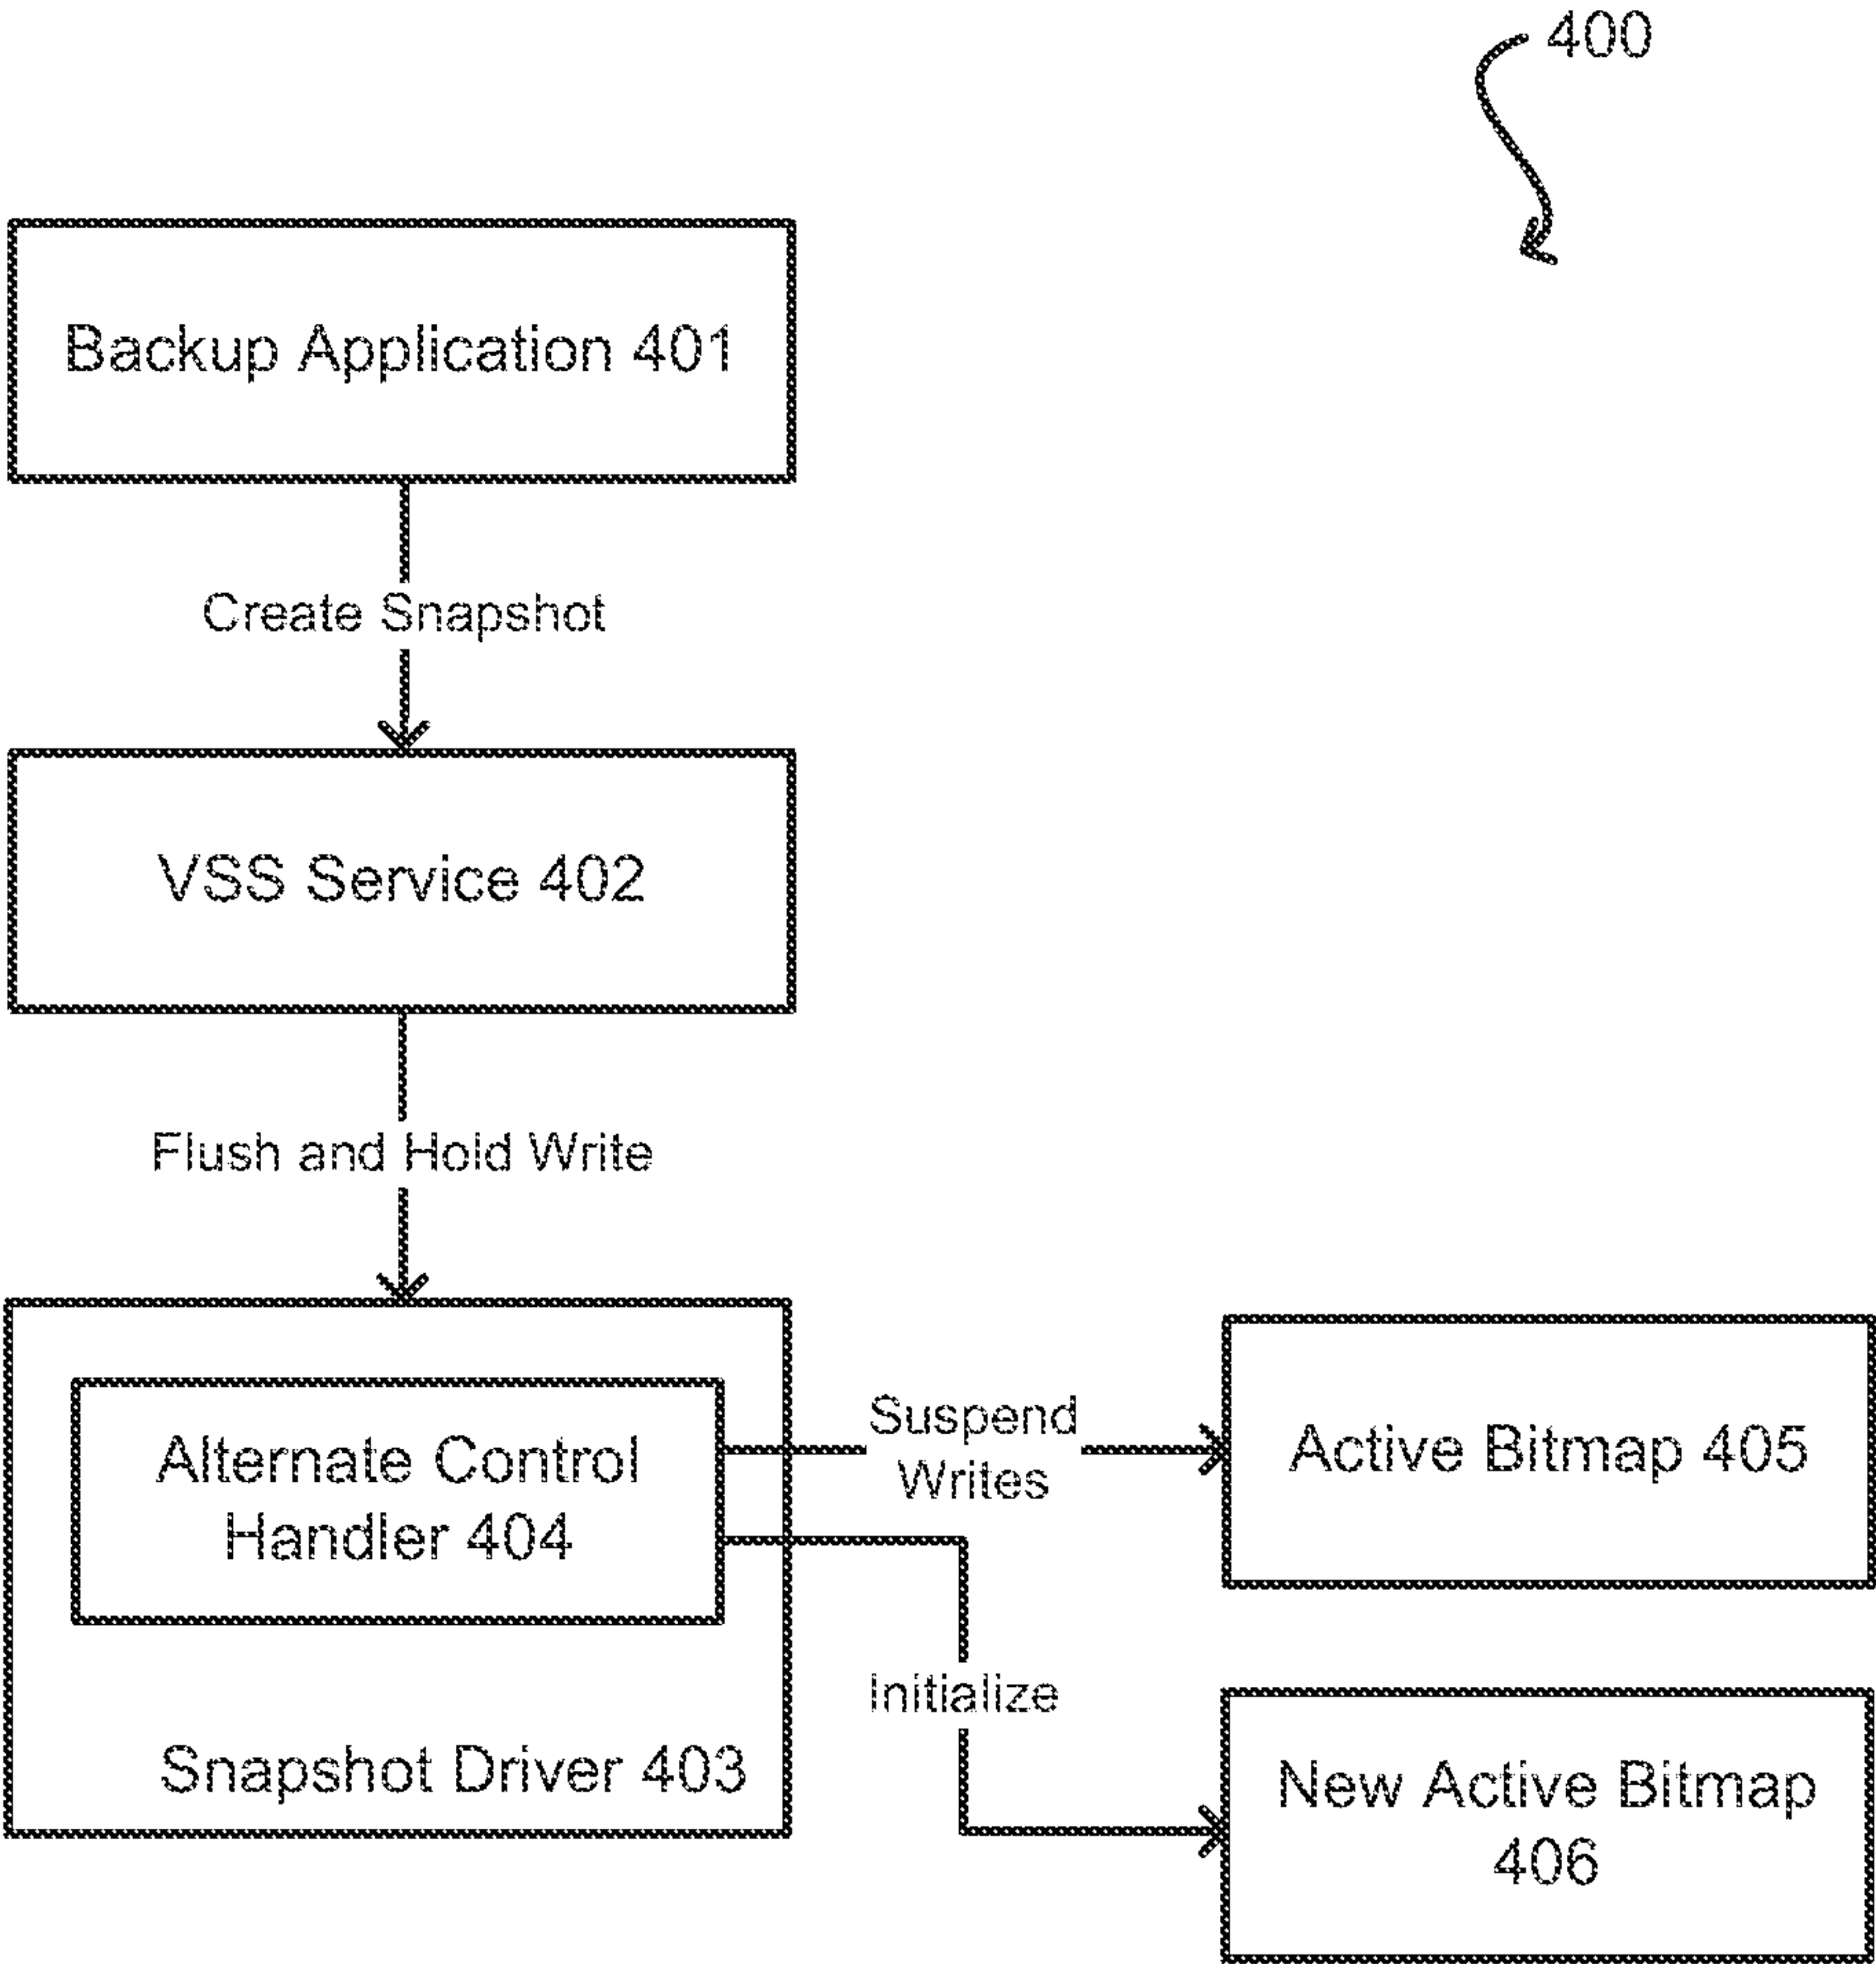 400
Backup Application 401
Create Snapshot
VSS Service 402
Flush and Hold Write
Alternate Control
Handler 404
Snapshot Driver 403
Suspend
Writes
Active Bitmap 405
Initialize
New Active Bitmap
406